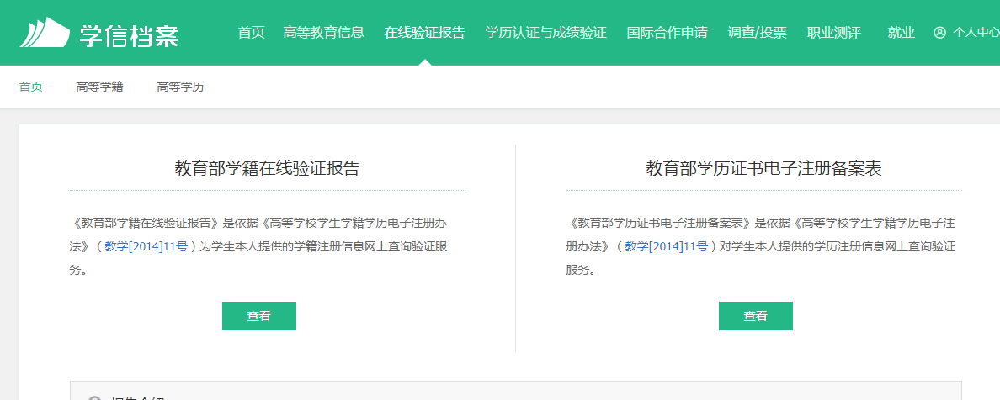 学信档案
首页 高等教育信息 在线验证报告 学历认证与成绩验证 国际合作申请 调查/投票 职业测评 就业 个人中心
首页 高等学籍 高等学历
教育部学籍在线验证报告
《教育部学籍在线验证报告》是依据《高等学校学生学籍学历电子注册办
法》（教学[2014]11号）为学生本人提供的学籍注册信息网上查询验证服
务。
查看
教育部学历证书电子注册备案表
《教育部学历证书电子注册备案表》是依据《高等学校学生学籍学历电子注
册办法》（教学[2014]11号）对学生本人提供的学历注册信息网上查询验证
服务。
查看
报告介绍